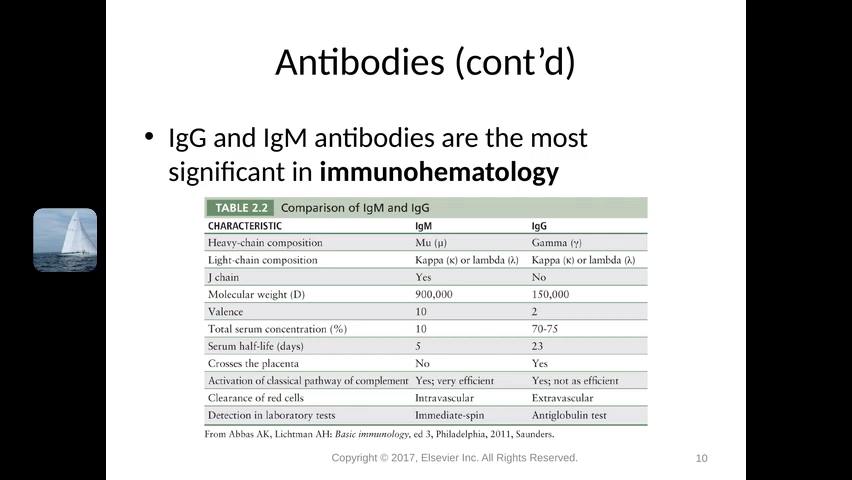 Antibodies (cont’d)
• IgG and IgM antibodies are the most
significant in immunohematology
TABLE 2.2 Comparison of IgM and IgG
CHARACTERISTIC IgM IgG
Heavy-chain composition Mu (μ) Gamma (γ)
Light-chain composition Kappa (κ) or lambda (λ) Kappa (κ) or lambda (λ)
J chain Yes No
Molecular weight (D) 900,000 150,000
Valence 10 2
Total serum concentration (%) 10 70-75
Serum half-life (days) 5 23
Crosses the placenta No Yes
Activation of classical pathway of complement Yes; very efficient Yes; not as efficient
Clearance of red cells Intravascular Extravascular
Detection in laboratory tests Immediate-spin Antiglobulin test
From Abbas AK, Lichtman AH: Basic immunology, ed 3, Philadelphia, 2011, Saunders.
Copyright © 2017, Elsevier Inc. All Rights Reserved. 10